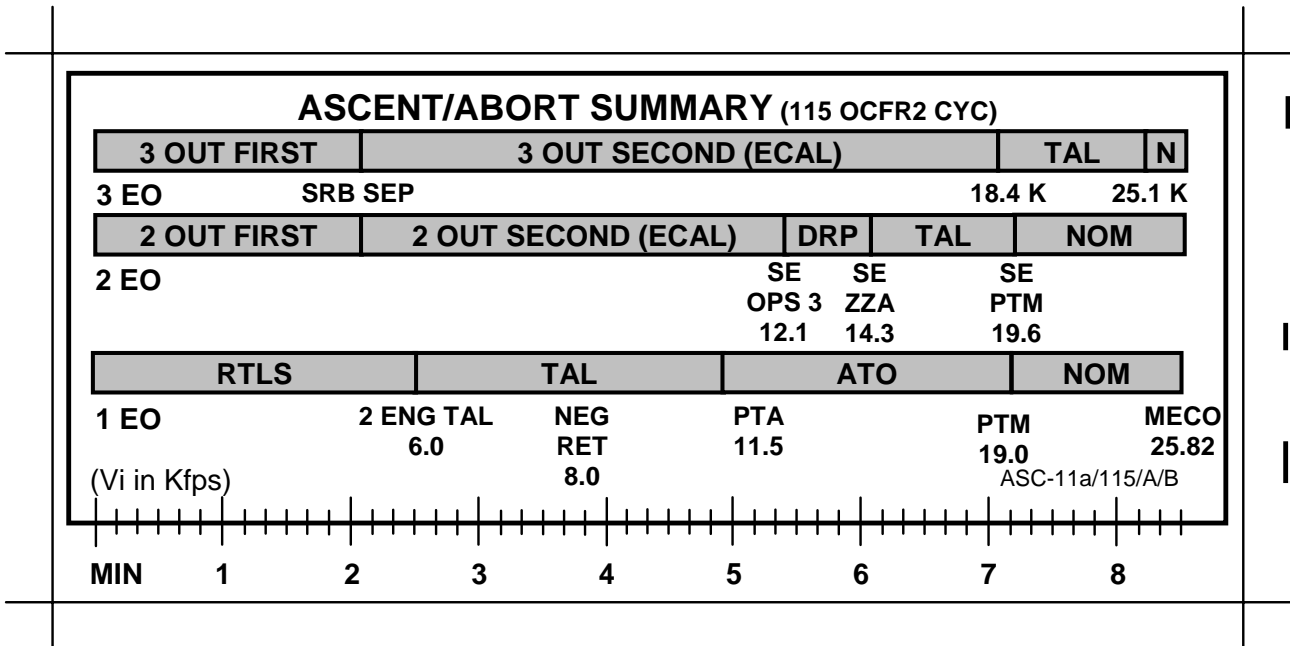 ASCENT/ABORT SUMMARY (115 OCFR2 CYC)
3 OUT FIRST 3 OUT SECOND (ECAL) TAL N
3 EO SRB SEP 18.4 K 25.1 K
2 OUT FIRST 2 OUT SECOND (ECAL) DRP TAL NOM
2 EO SE SE SE
OPS 3 ZZA PTM
12.1 14.3 19.6
RTLS TAL ATO NOM
1 EO 2 ENG TAL NEG PTA PTM MECO
6.0 RET 11.5 19.0 25.82
(Vi in Kfps) 8.0 ASC-11a/115/A/B
MIN 1 2 3 4 5 6 7 8